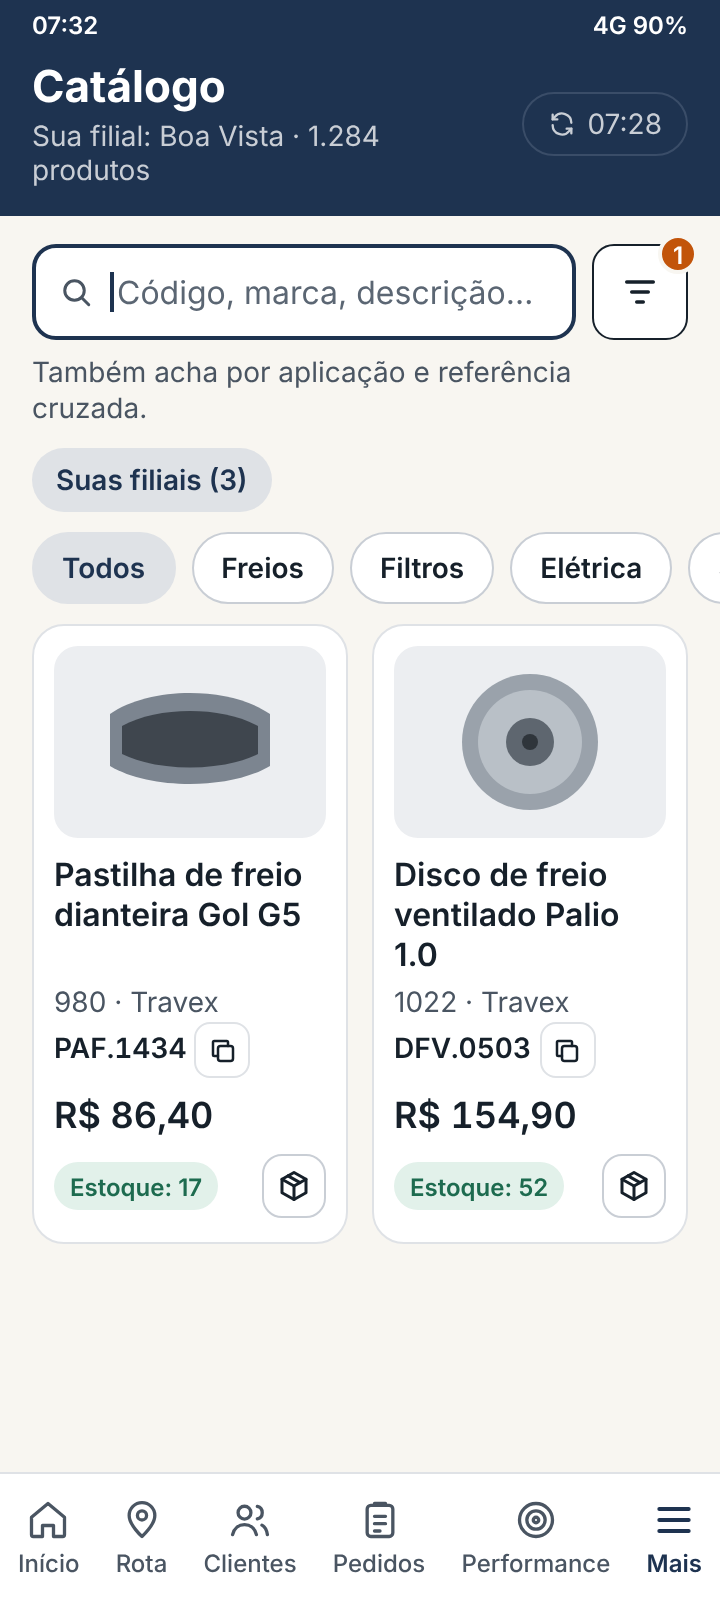 07:32
4G 90%
Catálogo
Sua filial: Boa Vista · 1.284
produtos
07:28
Código, marca, descrição...
1
Também acha por aplicação e referência
cruzada.
Suas filiais (3)
Todos
Freios
Filtros
Elétrica
Pastilha de freio
dianteira Gol G5
980 · Travex
PAF.1434
R$ 86,40
Estoque: 17
Disco de freio
ventilado Palio
1.0
1022 · Travex
DFV.0503
R$ 154,90
Estoque: 52
Início
Rota
Clientes
Pedidos
Performance
Mais